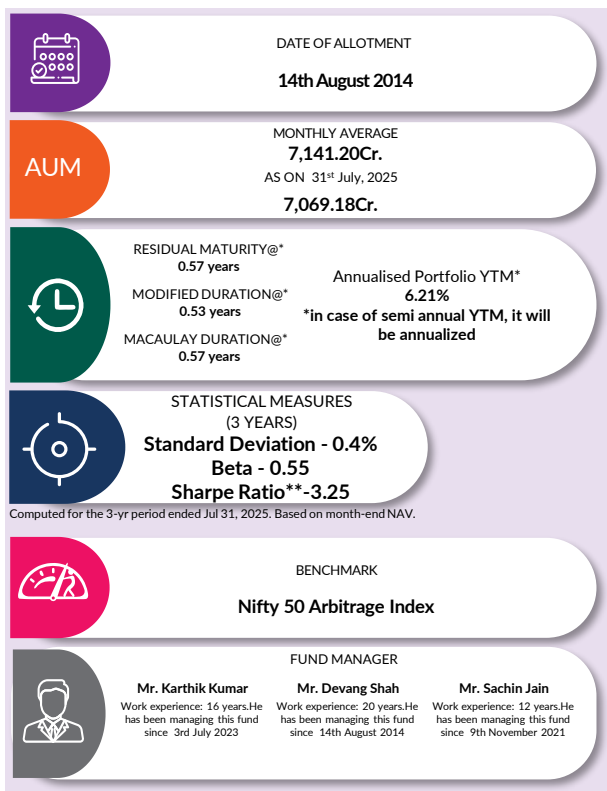 DATE OF ALLOTMENT
14th August 2014
AUM
MONTHLY AVERAGE
7,141.20Cr.
AS ON 31st July, 2025
7,069.18Cr.
RESIDUAL MATURITY@*
0.57 years
MODIFIED DURATION@*
0.53 years
MACAULAY DURATION@*
0.57 years
Annualised Portfolio YTM*
6.21%
*in case of semi annual YTM, it will
be annualized
STATISTICAL MEASURES
(3 YEARS)
Standard Deviation - 0.4%
Beta - 0.55
Sharpe Ratio**-3.25
Computed for the 3-yr period ended Jul 31, 2025. Based on month-end NAV.
BENCHMARK
Nifty 50 Arbitrage Index
FUND MANAGER
Mr. Karthik Kumar
Work experience: 16 years.He
has been managing this fund
since 3rd July 2023
Mr. Devang Shah
Work experience: 20 years.He
has been managing this fund
since 14th August 2014
Mr. Sachin Jain
Work experience: 12 years.He
has been managing this fund
since 9th November 2021